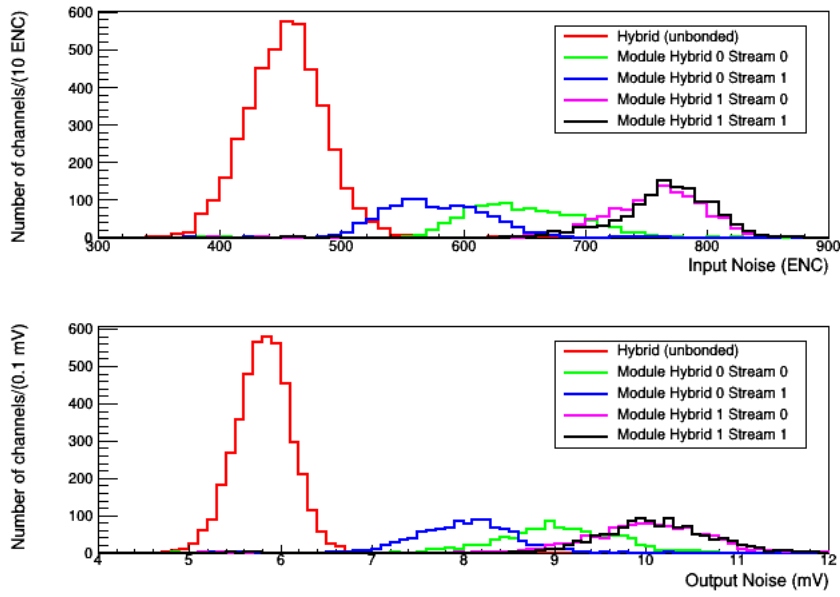 Number of channels/(10 ENC)
600
500
400
300
200
100
0
300
400
500
600
700
800
900
Input Noise (ENC)
Hybrid (unbonded)
Module Hybrid 0 Stream 0
Module Hybrid 0 Stream 1
Module Hybrid 1 Stream 0
Module Hybrid 1 Stream 1
Number of channels/(0.1 mV)
600
500
400
300
200
100
0
4
5
6
7
8
9
10
11
12
Output Noise (mV)
Hybrid (unbonded)
Module Hybrid 0 Stream 0
Module Hybrid 0 Stream 1
Module Hybrid 1 Stream 0
Module Hybrid 1 Stream 1